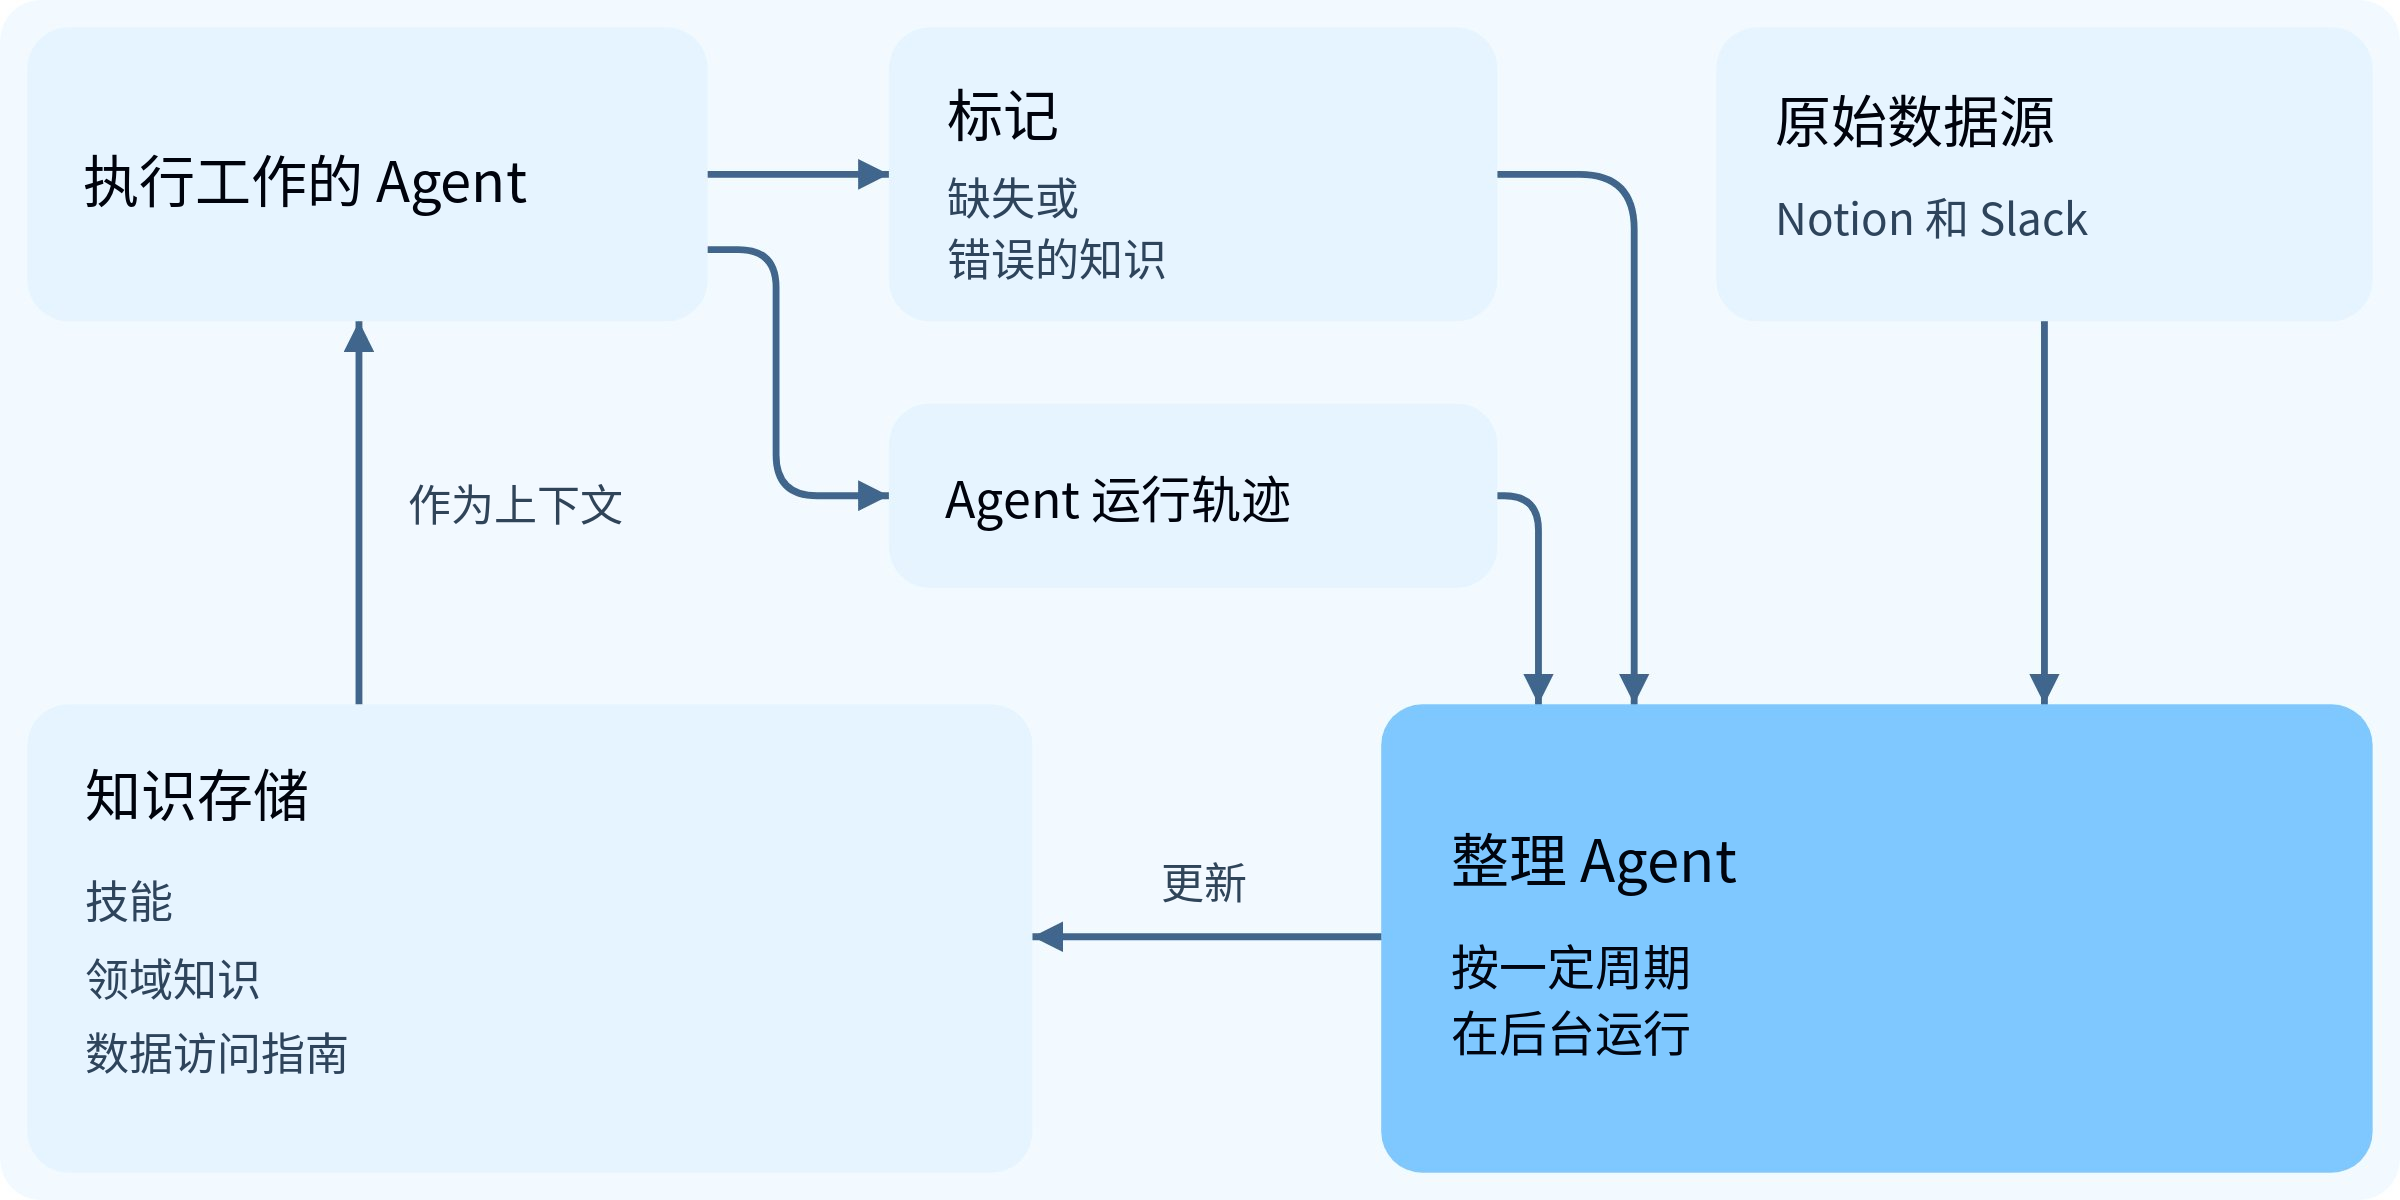 执行工作的 Agent
标记
缺失或
错误的知识
原始数据源
Notion 和 Slack
作为上下文
Agent 运行轨迹
知识存储
技能
领域知识
数据访问指南
更新
整理 Agent
按一定周期
在后台运行